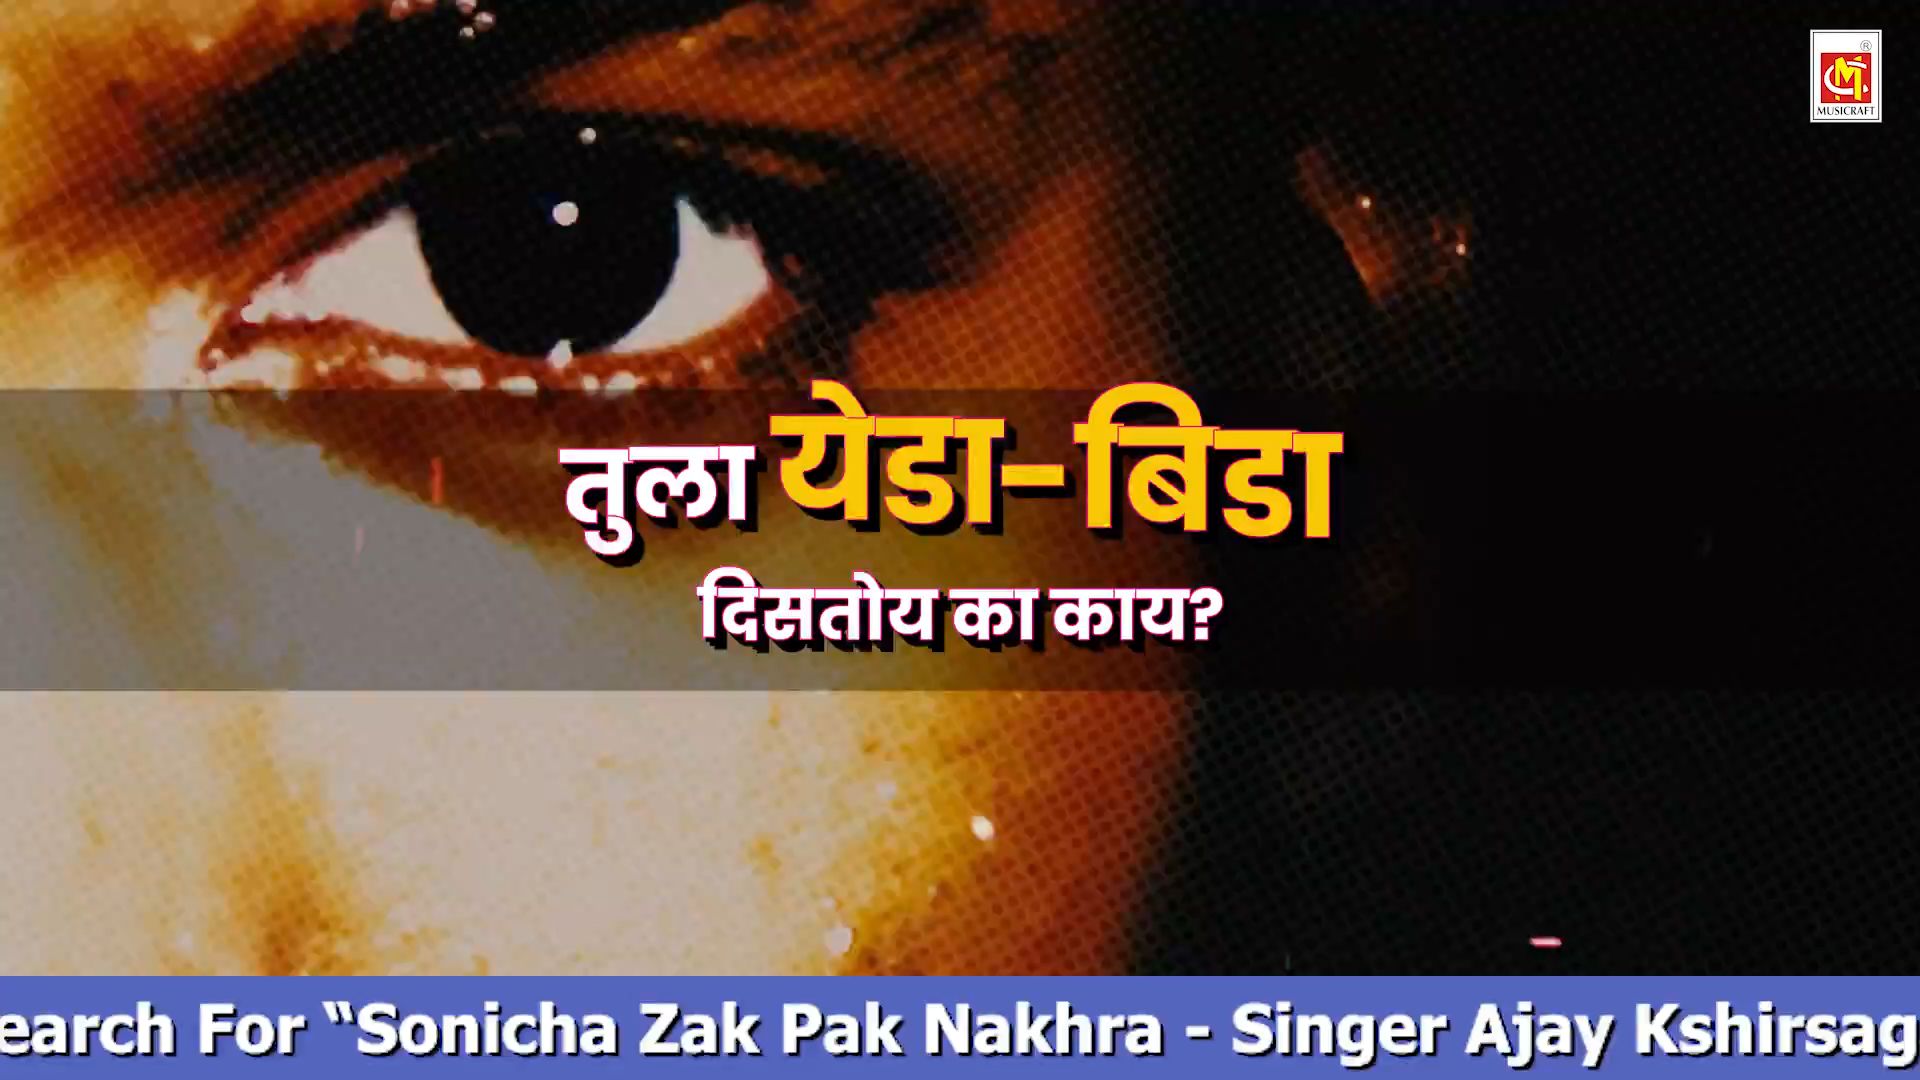 MUSICRAFT
तुला येडा-बिडा
दिसतोय का काय?
earch For “Sonicha Zak Pak Nakhra - Singer Ajay Kshirsag